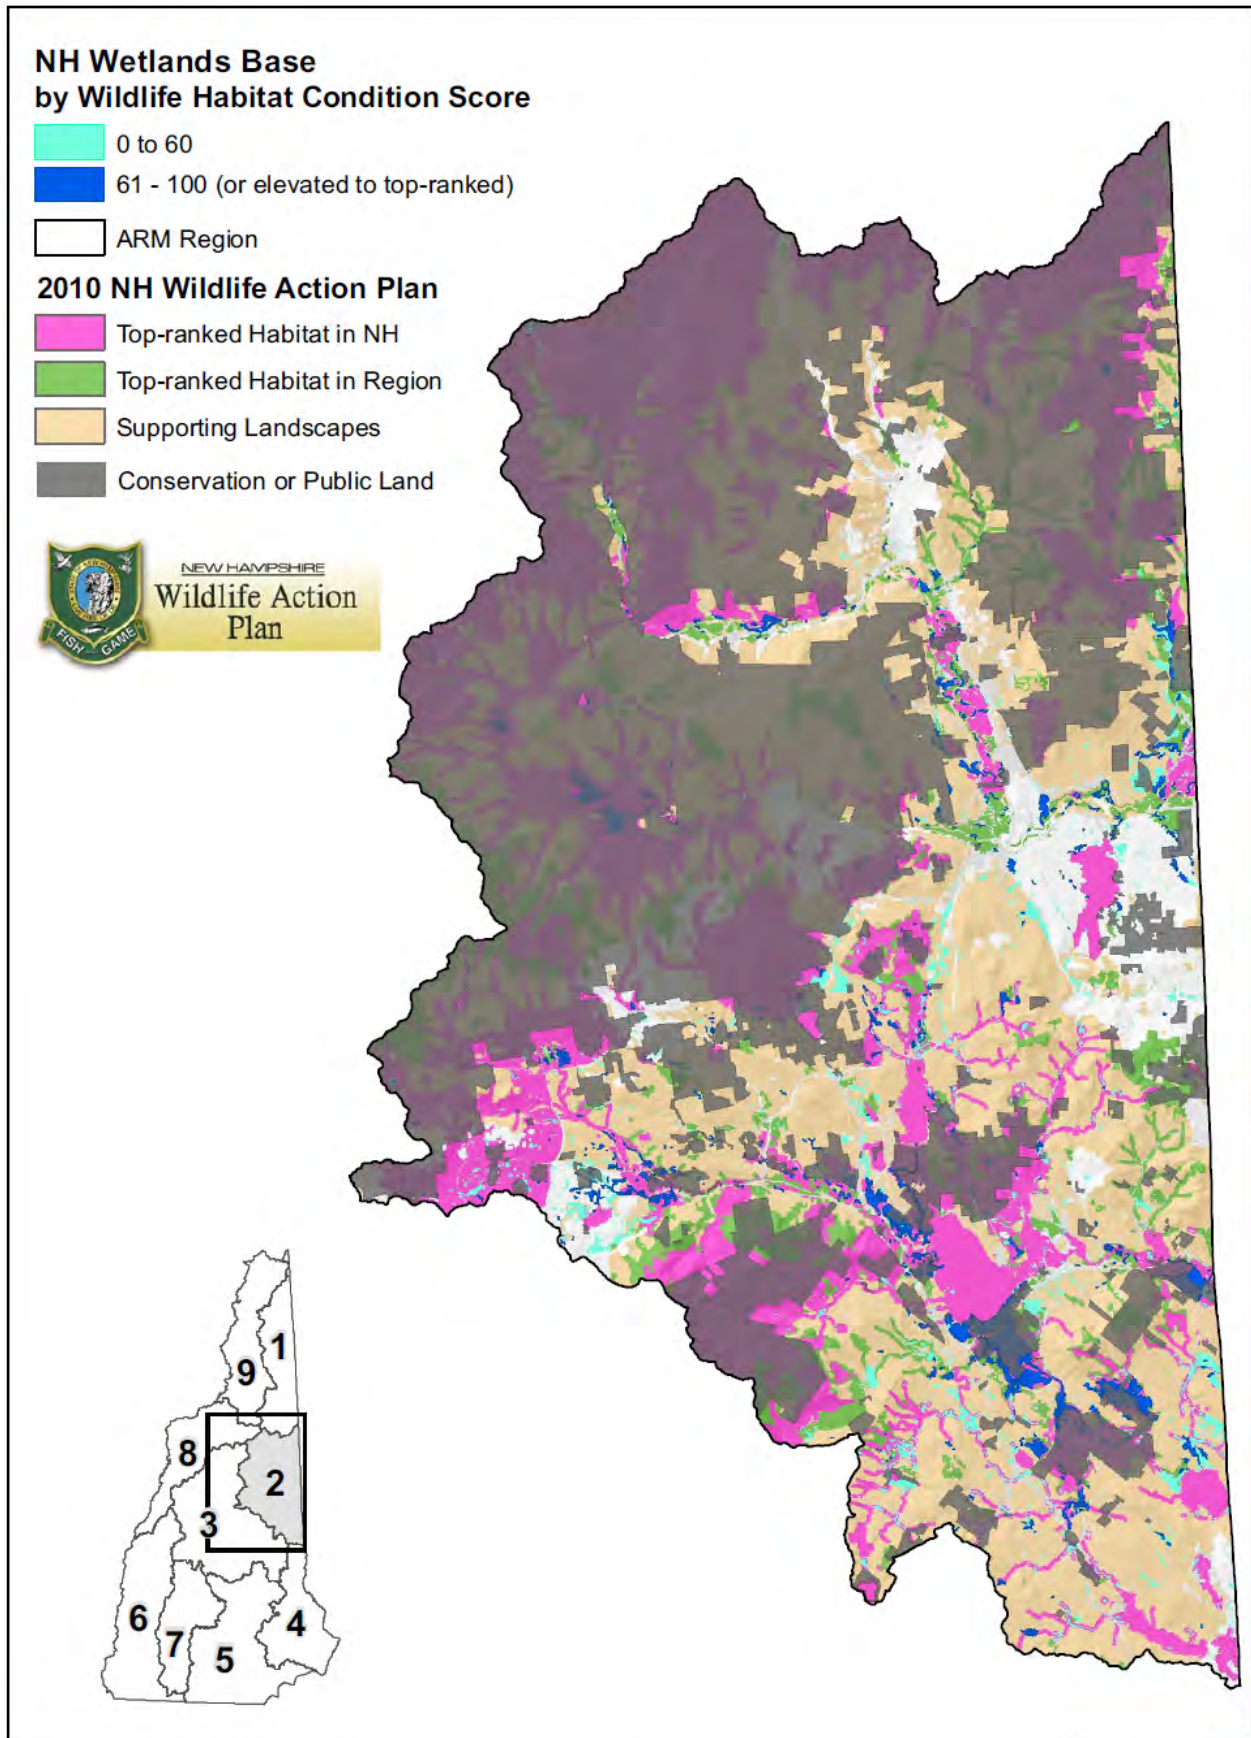 NH Wetlands Base
by Wildlife Habitat Condition Score
0 to 60
61 - 100 (or elevated to top-ranked)
ARM Region
2010 NH Wildlife Action Plan
Top-ranked Habitat in NH
Top-ranked Habitat in Region
Supporting Landscapes
Conservation or Public Land
NEW HAMPSHIRE
Wildlife Action
Plan
FISH AND GAME
1
9
8
2
3
6
7
5
4